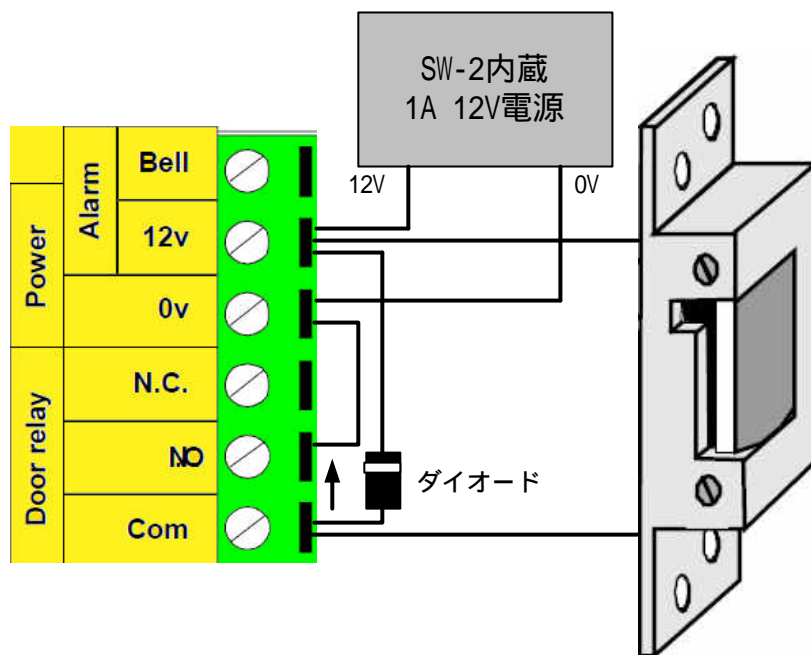 SW-2内蔵
1A 12V電源
12V
0V
Power
Alarm
Bell
12v
0v
Door relay
N.C.
N.O
Com
ダイオード